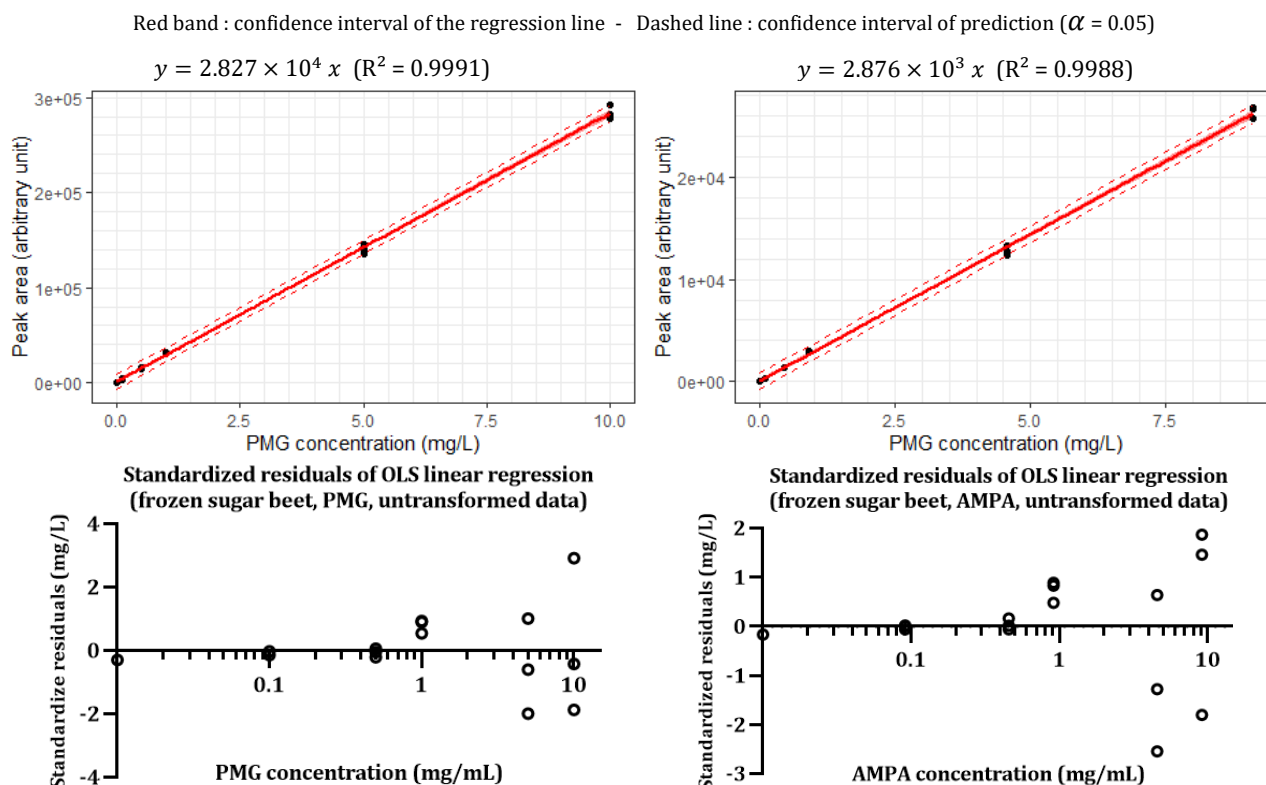 Red band : confidence interval of the regression line - Dashed line : confidence interval of prediction (α = 0.05)
y = 2.827 × 10⁴ x (R² = 0.9991)
3e+05
2e+05
1e+05
0e+00
Peak area (arbitrary unit)
0.0 2.5 5.0 7.5 10.0
PMG concentration (mg/L)
y = 2.876 × 10³ x (R² = 0.9988)
2e+04
1e+04
0e+00
Peak area (arbitrary unit)
0.0 2.5 5.0 7.5
PMG concentration (mg/L)
Standardized residuals of OLS linear regression
(frozen sugar beet, PMG, untransformed data)
Standardize residuals (mg/L)
4
2
0
-2
-4
0.1 1 10
PMG concentration (mg/mL)
Standardized residuals of OLS linear regression
(frozen sugar beet, AMPA, untransformed data)
Standardized residuals (mg/L)
2
1
0
-1
-2
-3
0.1 1 10
AMPA concentration (mg/mL)